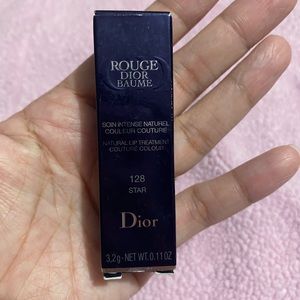 ROUGE
DIOR
BAUME
SOIN INTENSE NATUREL
COULEUR COUTURE
NATURAL LIP TREATMENT
COUTURE COLOUR
128
STAR
Dior
3,2g - NET WT. 0.11 OZ